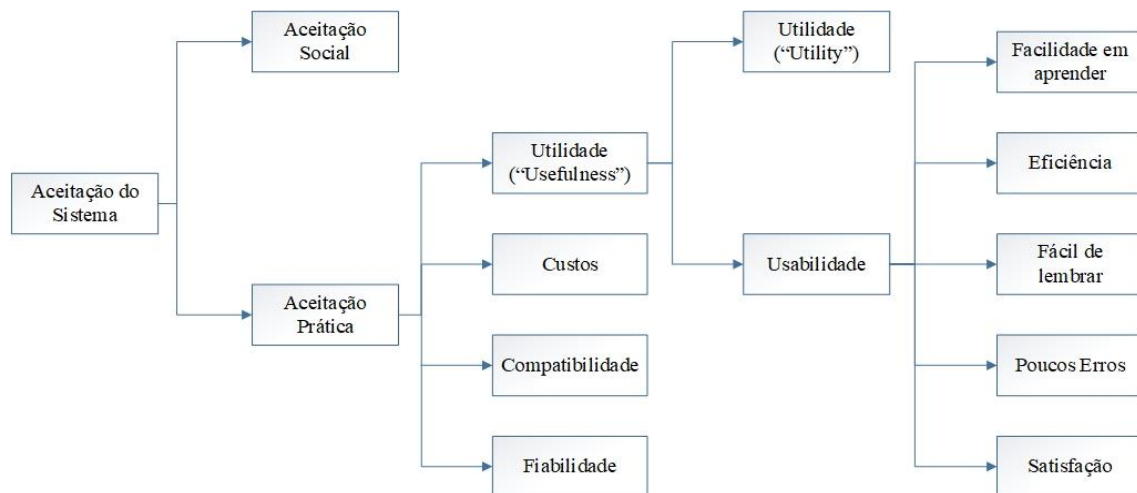 Aceitação do
Sistema
Aceitação
Social
Aceitação
Prática
Utilidade
(“Usefulness”)
Custos
Compatibilidade
Fiabilidade
Utilidade
(“Utility”)
Usabilidade
Facilidade em
aprender
Eficiência
Fácil de
lembrar
Poucos Erros
Satisfação